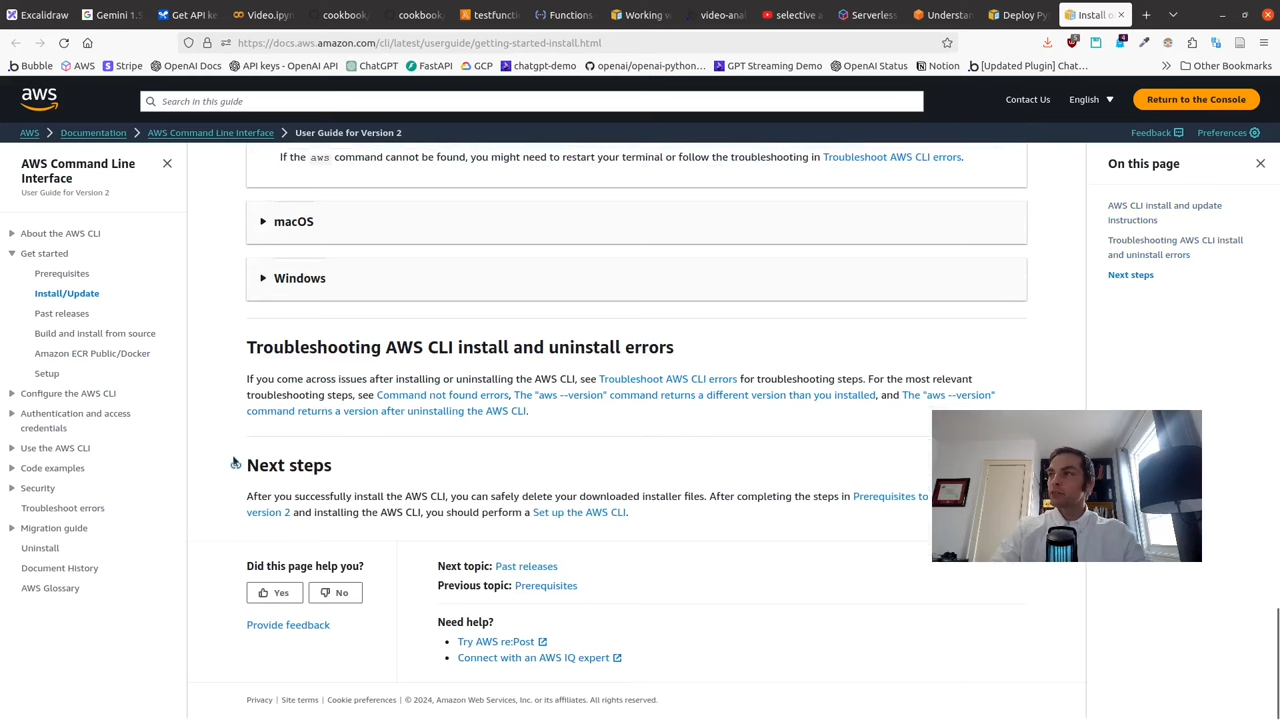 Excalidraw
Gemini 1.5
Get API ke
Video.ipyn
cookbook
cookbook/
testfuncti
Functions
Working w
video-anal
selective a
Serverless
Understan
Deploy Py
Install o
https://docs.aws.amazon.com/cli/latest/userguide/getting-started-install.html
Bubble
AWS
Stripe
OpenAI Docs
API keys - OpenAI API
ChatGPT
FastAPI
GCP
chatgpt-demo
openai/openai-python...
GPT Streaming Demo
OpenAI Status
Notion
[Updated Plugin] Chat...
Other Bookmarks
aws
Search in this guide
Contact Us
English
Return to the Console
AWS
Documentation
AWS Command Line Interface
User Guide for Version 2
Feedback
Preferences
AWS Command Line
Interface
User Guide for Version 2
About the AWS CLI
Get started
Prerequisites
Install/Update
Past releases
Build and install from source
Amazon ECR Public/Docker
Setup
Configure the AWS CLI
Authentication and access
credentials
Use the AWS CLI
Code examples
Security
Troubleshoot errors
Migration guide
Uninstall
Document History
AWS Glossary
If the aws command cannot be found, you might need to restart your terminal or follow the troubleshooting in Troubleshoot AWS CLI errors.
macOS
Windows
Troubleshooting AWS CLI install and uninstall errors
If you come across issues after installing or uninstalling the AWS CLI, see Troubleshoot AWS CLI errors for troubleshooting steps. For the most relevant
troubleshooting steps, see Command not found errors, The "aws --version" command returns a different version than you installed, and The "aws --version"
command returns a version after uninstalling the AWS CLI.
Next steps
After you successfully install the AWS CLI, you can safely delete your downloaded installer files. After completing the steps in Prerequisites to
version 2 and installing the AWS CLI, you should perform a Set up the AWS CLI.
Did this page help you?
Yes
No
Provide feedback
Next topic: Past releases
Previous topic: Prerequisites
Need help?
Try AWS re:Post
Connect with an AWS IQ expert
Privacy | Site terms | Cookie preferences | © 2024, Amazon Web Services, Inc. or its affiliates. All rights reserved.
On this page
AWS CLI install and update
instructions
Troubleshooting AWS CLI install
and uninstall errors
Next steps